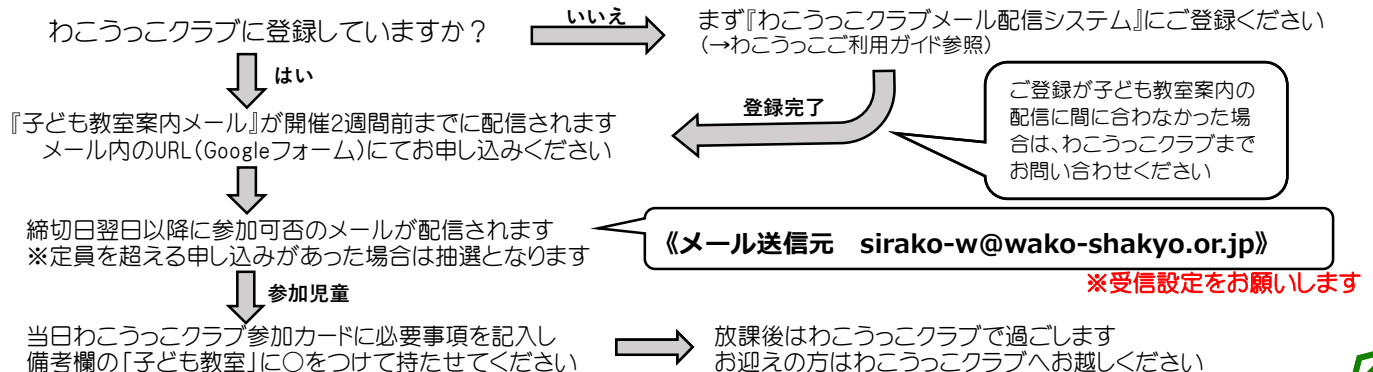 わこうっこクラブに登録していますか？
いいえ
まず『わこうっこクラブメール配信システム』にご登録ください
（→わこうっこご利用ガイド参照）
はい
登録完了
ご登録が子ども教室案内の
配信に間に合わなかった場
合は、わこうっこクラブまで
お問い合わせください
『子ども教室案内メール』が開催2週間前までに配信されます
メール内のURL（Googleフォーム）にてお申し込みください
締切日翌日以降に参加可否のメールが配信されます
※定員を超える申し込みがあった場合は抽選となります
《メール送信元　sirako-w@wako-shakyo.or.jp》
※受信設定をお願いします
参加児童
当日わこうっこクラブ参加カードに必要事項を記入し
備考欄の「子ども教室」に〇をつけて持たせてください
放課後はわこうっこクラブで過ごします
お迎えの方はわこうっこクラブへお越しください